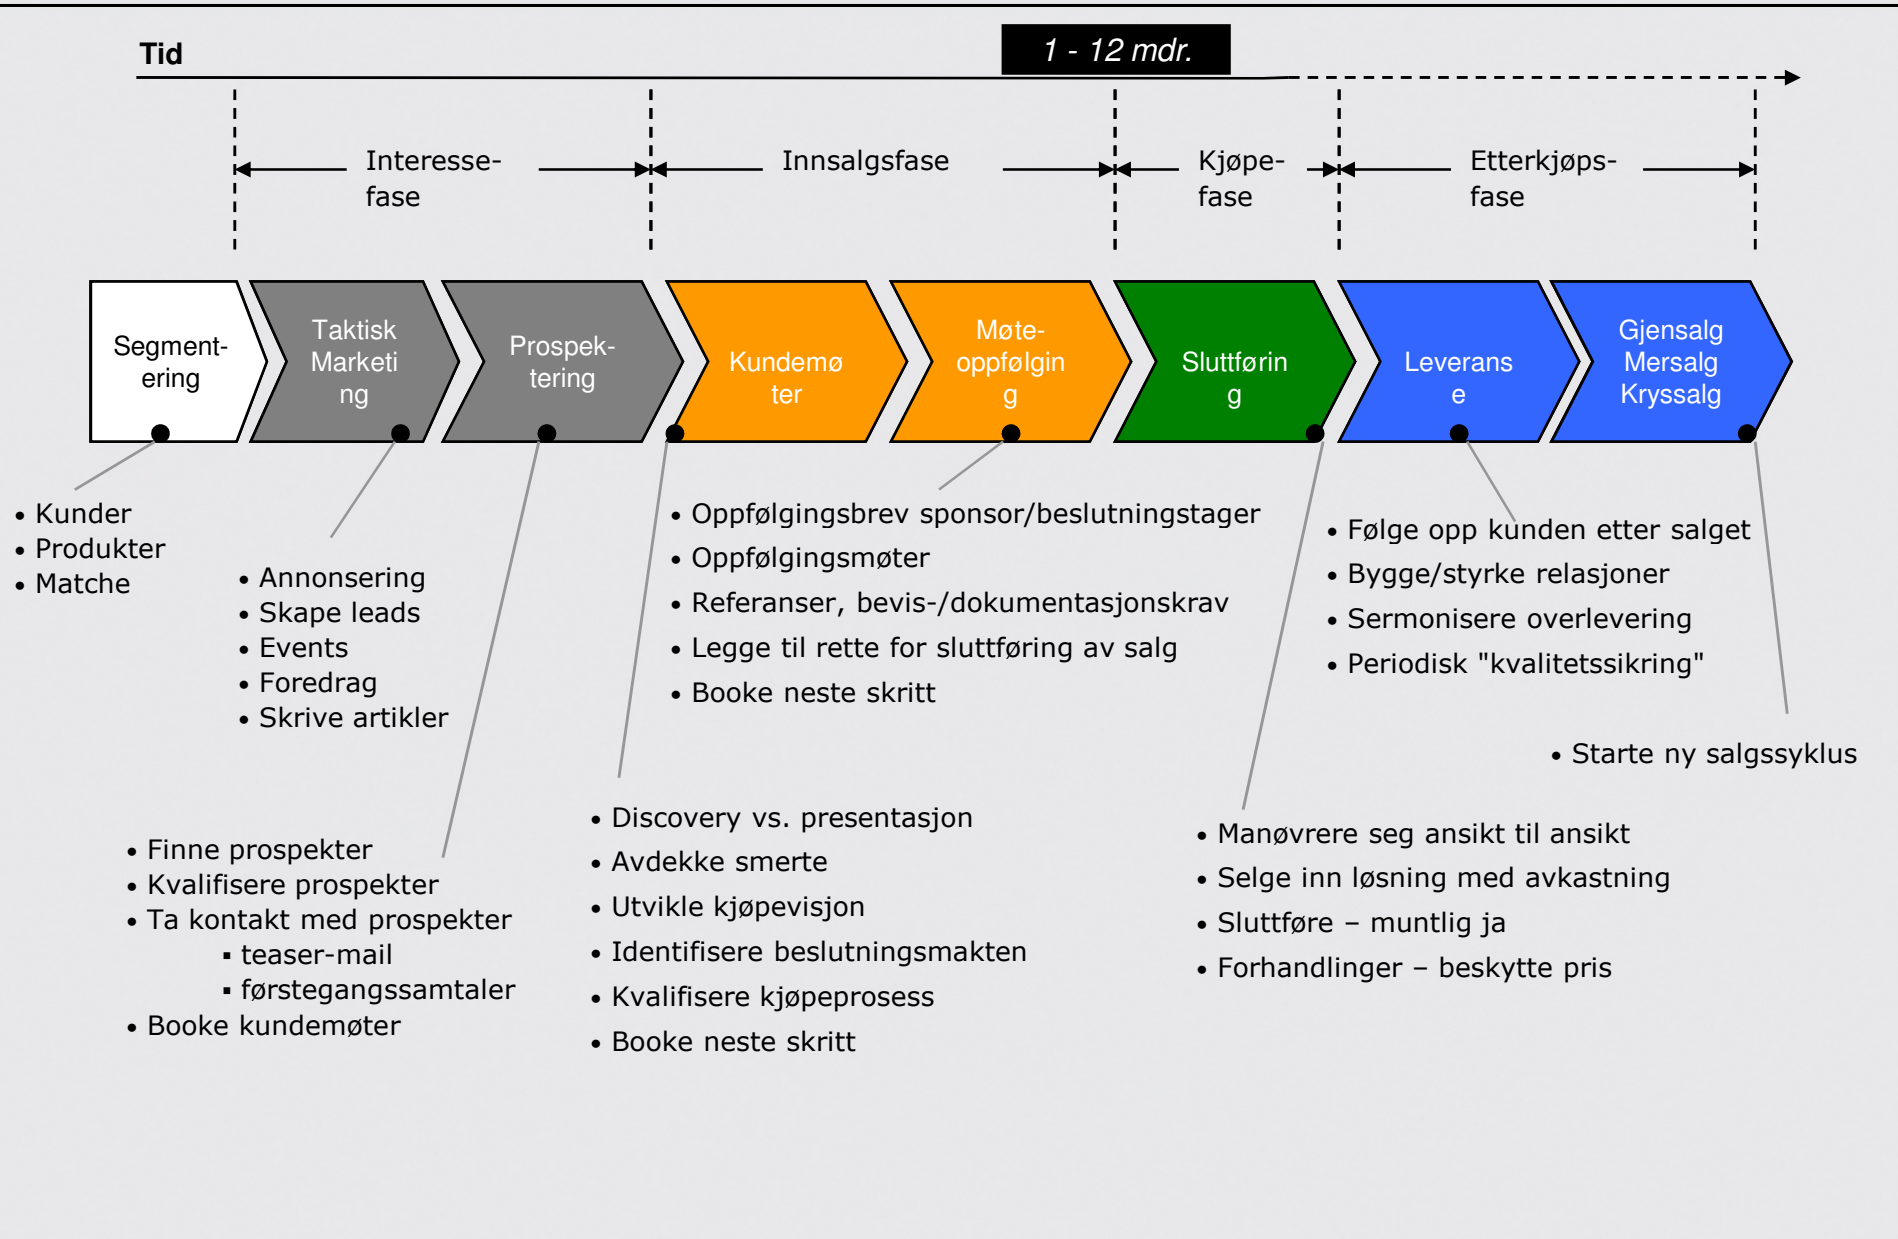 Tid
1 - 12 mdr.
Interesse-
fase
Innsalgsfase
Kjøpe-
fase
Etterkjøps-
fase
Segment-
ering
Taktisk
Marketi
ng
Prospek-
tering
Kundemø
ter
Møte-
oppfølgin
g
Sluttførin
g
Leverans
e
Gjensalg
Mersalg
Kryssalg
• Kunder
• Produkter
• Matche
• Annonsering
• Skape leads
• Events
• Foredrag
• Skrive artikler
• Finne prospekter
• Kvalifisere prospekter
• Ta kontakt med prospekter
▪ teaser-mail
▪ førstegangssamtaler
• Booke kundemøter
• Discovery vs. presentasjon
• Avdekke smerte
• Utvikle kjøpevisjon
• Identifisere beslutningsmakten
• Kvalifisere kjøpeprosess
• Booke neste skritt
• Oppfølgingsbrev sponsor/beslutningstager
• Oppfølgingsmøter
• Referanser, bevis-/dokumentasjonskrav
• Legge til rette for sluttføring av salg
• Booke neste skritt
• Manøvrere seg ansikt til ansikt
• Selge inn løsning med avkastning
• Sluttføre – muntlig ja
• Forhandlinger – beskytte pris
• Følge opp kunden etter salget
• Bygge/styrke relasjoner
• Sermonisere overlevering
• Periodisk "kvalitetssikring"
• Starte ny salgssyklus